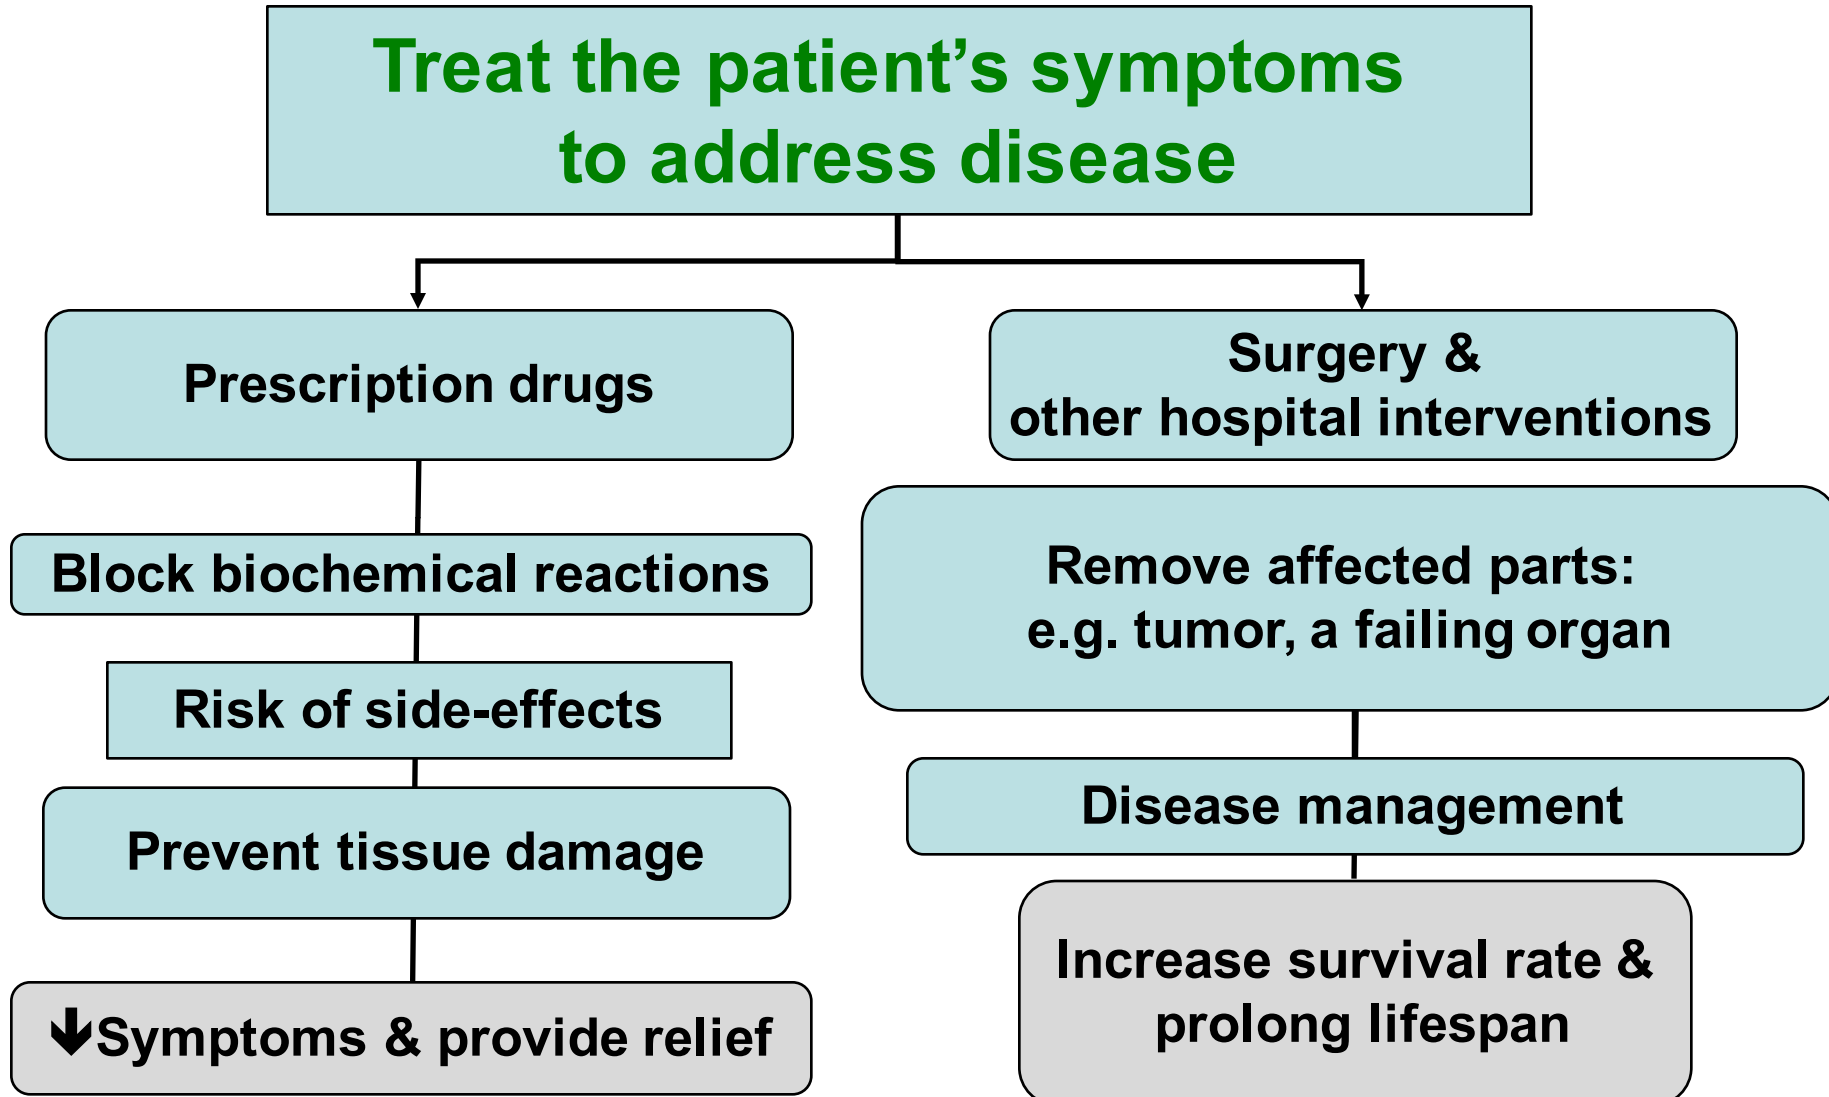 Treat the patient’s symptoms
to address disease
Prescription drugs
Surgery &
other hospital interventions
Block biochemical reactions
Remove affected parts:
e.g. tumor, a failing organ
Risk of side-effects
Disease management
Prevent tissue damage
Increase survival rate &
prolong lifespan
🡻Symptoms & provide relief